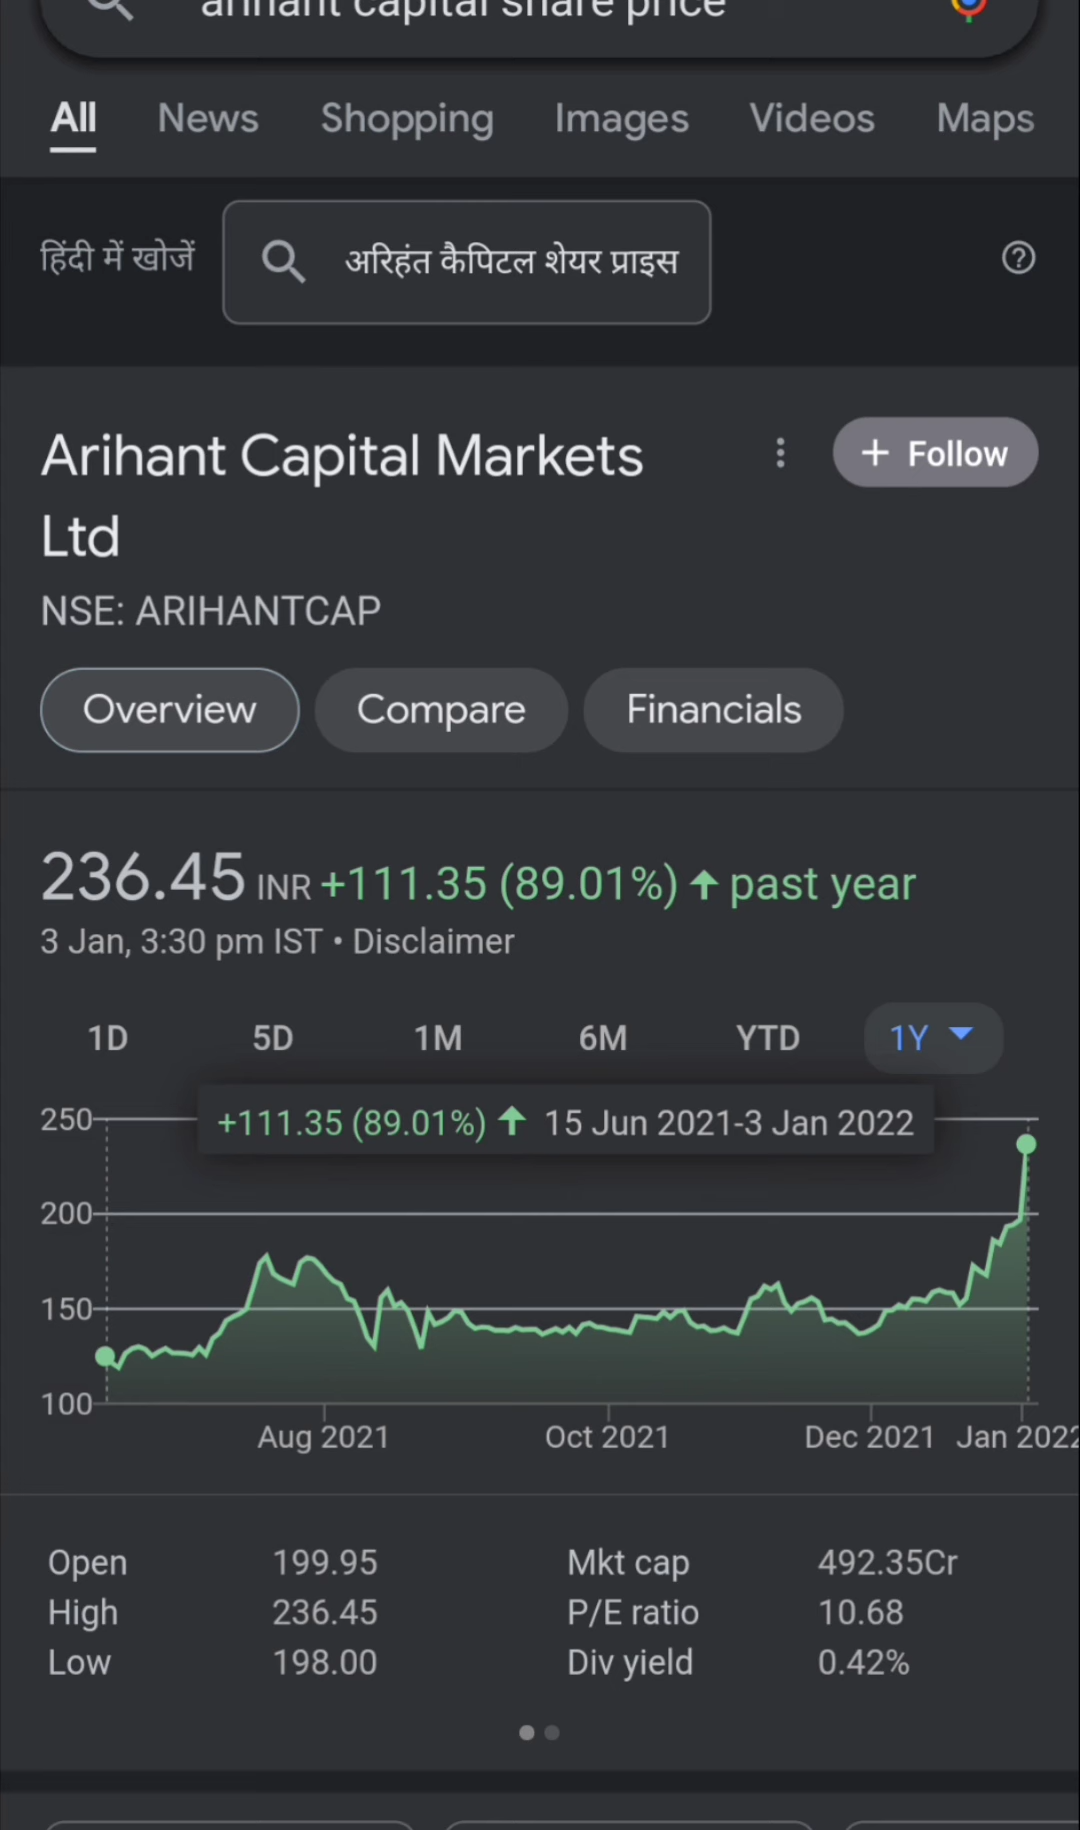 arihant capital share price
All News Shopping Images Videos Maps
हिंदी में खोजें अरिहंत कैपिटल शेयर प्राइस
Arihant Capital Markets
Ltd
+ Follow
NSE: ARIHANTCAP
Overview Compare Financials
236.45 INR +111.35 (89.01%) ↑ past year
3 Jan, 3:30 pm IST • Disclaimer
1D 5D 1M 6M YTD 1Y
+111.35 (89.01%) ↑ 15 Jun 2021-3 Jan 2022
250
200
150
100
Aug 2021 Oct 2021 Dec 2021 Jan 2022
Open 199.95 Mkt cap 492.35Cr
High 236.45 P/E ratio 10.68
Low 198.00 Div yield 0.42%